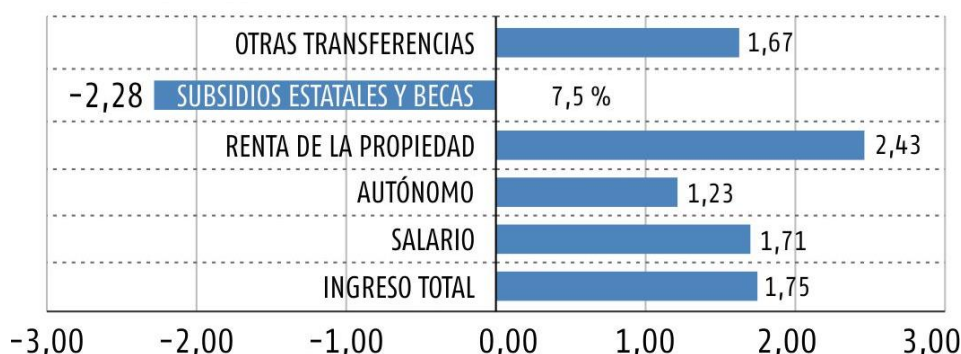 OTRAS TRANSFERENCIAS 1,67
−2,28 SUBSIDIOS ESTATALES Y BECAS 7,5 %
RENTA DE LA PROPIEDAD 2,43
AUTÓNOMO 1,23
SALARIO 1,71
INGRESO TOTAL 1,75
−3,00 −2,00 −1,00 0,00 1,00 2,00 3,00